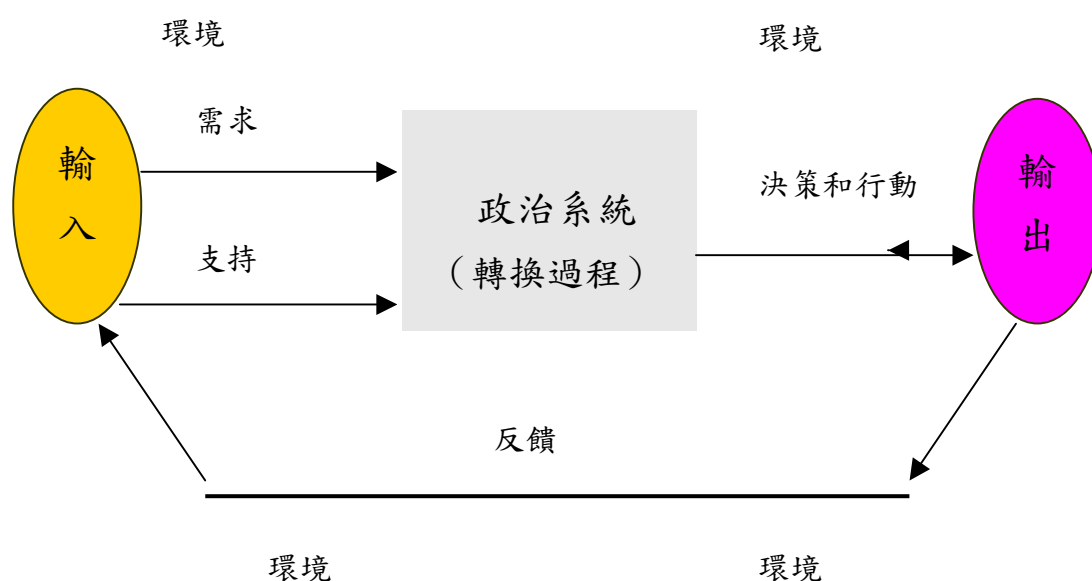 環境
環境
需求
輸
入
支持
政治系統
（轉換過程）
決策和行動
輸
出
反饋
環境
環境